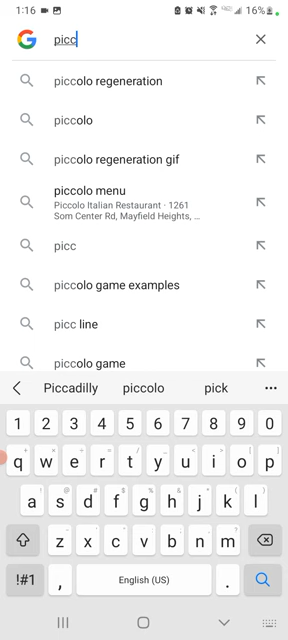 1:16 16%
picc
piccolo regeneration
piccolo
piccolo regeneration gif
piccolo menu
Piccolo Italian Restaurant · 1261
Som Center Rd, Mayfield Heights, ...
picc
piccolo game examples
picc line
piccolo game
Piccadilly piccolo pick
1 2 3 4 5 6 7 8 9 0
q w e r t y u i o p
a s d f g h j k l
z x c v b n m
!#1 , English (US) .